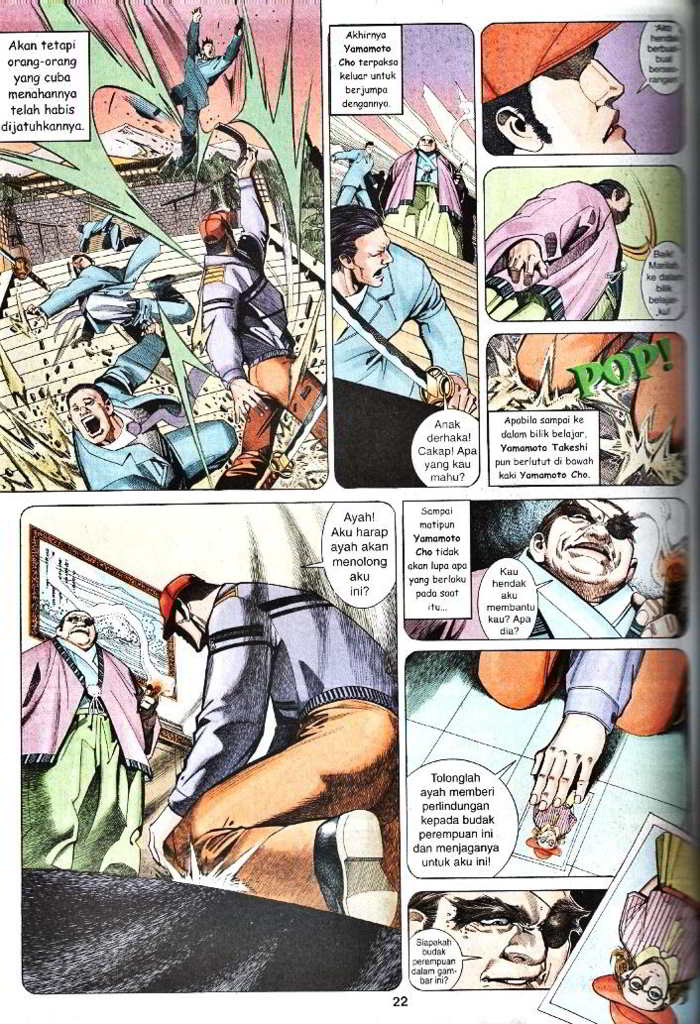 Akan tetapi
orang-orang
yang cuba
menahannya
telah habis
dijatuhkannya.
Akhirnya
Yamamoto
Cho terpaksa
keluar untuk
berjumpa
dengannya.
Anak
derhaka!
Cakap! Apa
yang kau
mahu?
Aku
hendak
berbual-
bual
Baik!
ke dalam
bilik
belajar-
ku!
POP!
Apabila sampai ke
dalam bilik belajar,
Yamamoto Takeshi
pun berlutut di bawah
kaki Yamamoto Cho.
Ayah!
Aku harap
ayah akan
menolong
aku
ini?
Sampai
matipun
Yamamoto
Cho tidak
akan lupa apa
yang berlaku
pada saat
itu...
Kau
hendak
aku
membantu
kau? Apa
dia?
Tolonglah
ayah memberi
perlindungan
kepada budak
perempuan ini
dan menjaganya
untuk aku ini!
Siapakah
budak
perempuan
dalam gam-
bar ini?
22